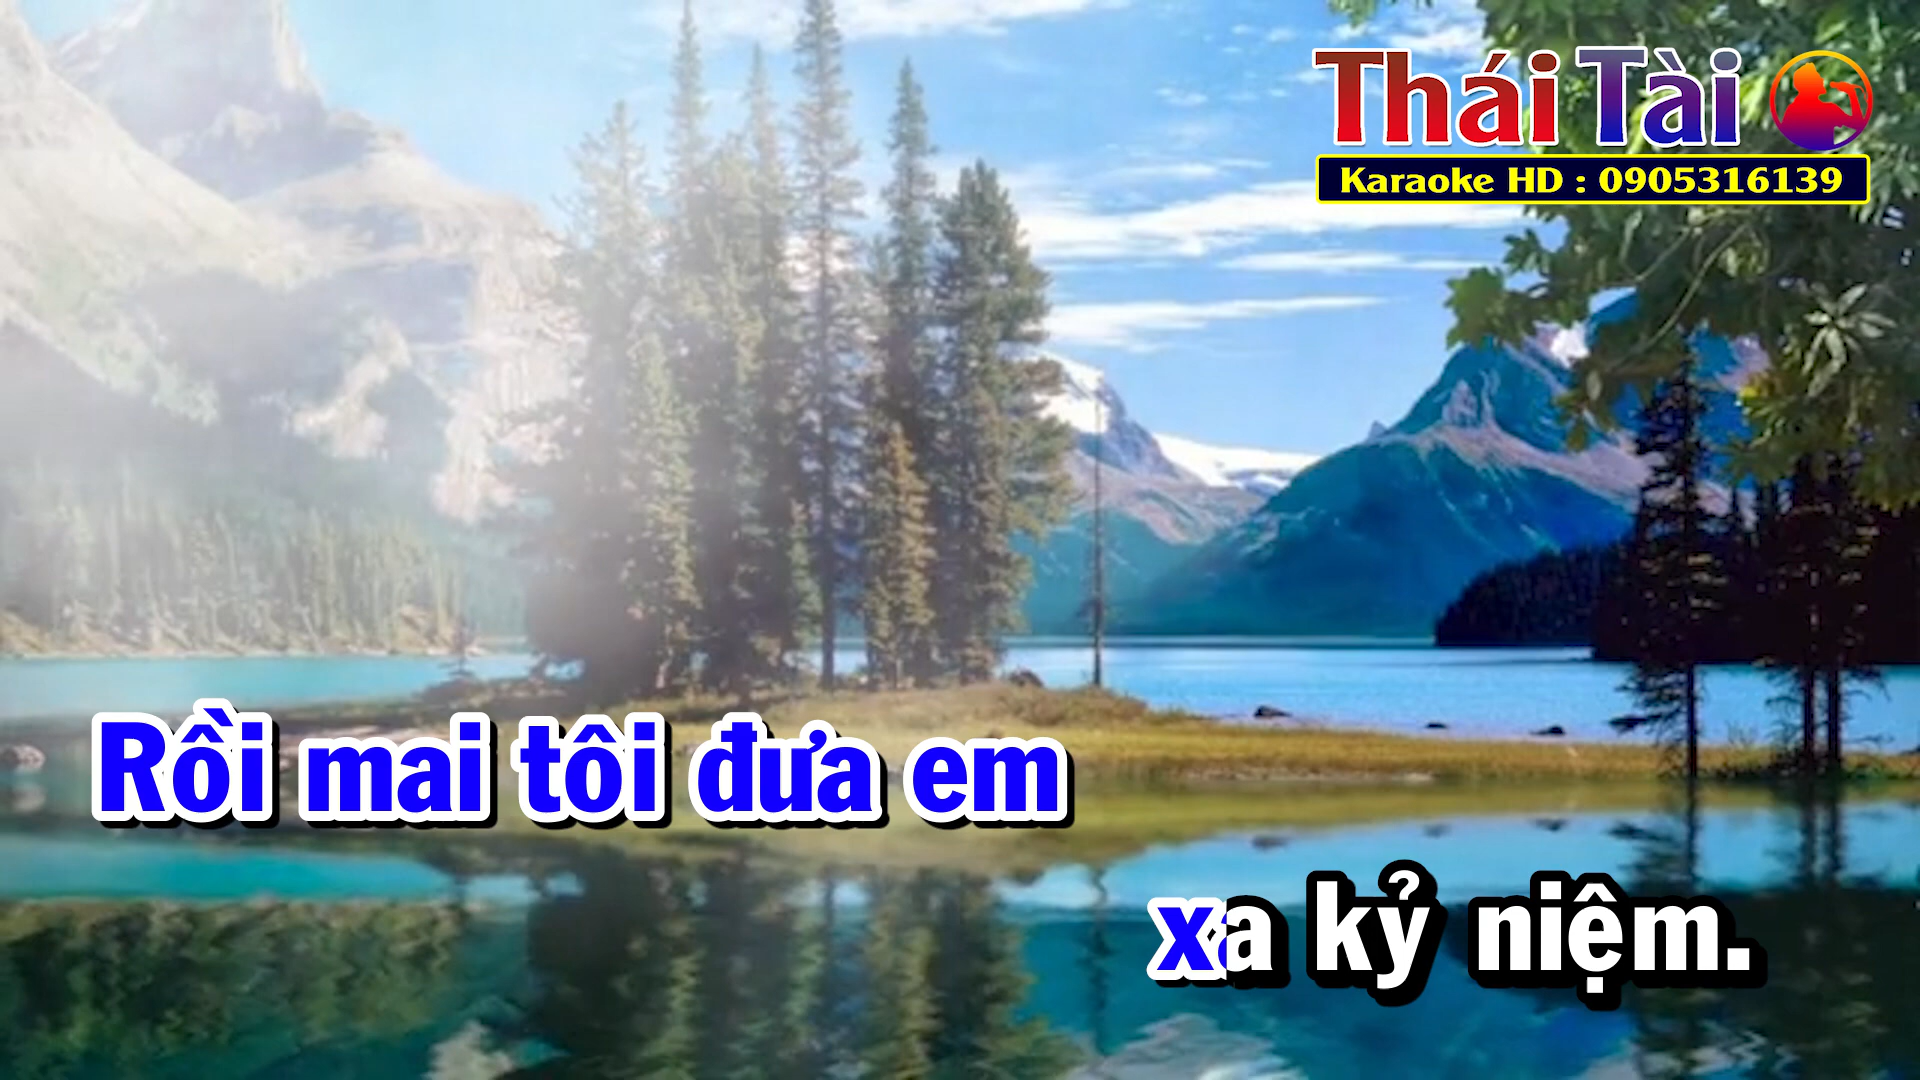 Thái Tài
Karaoke HD : 0905316139
Rồi mai tôi đưa em
xa kỷ niệm.